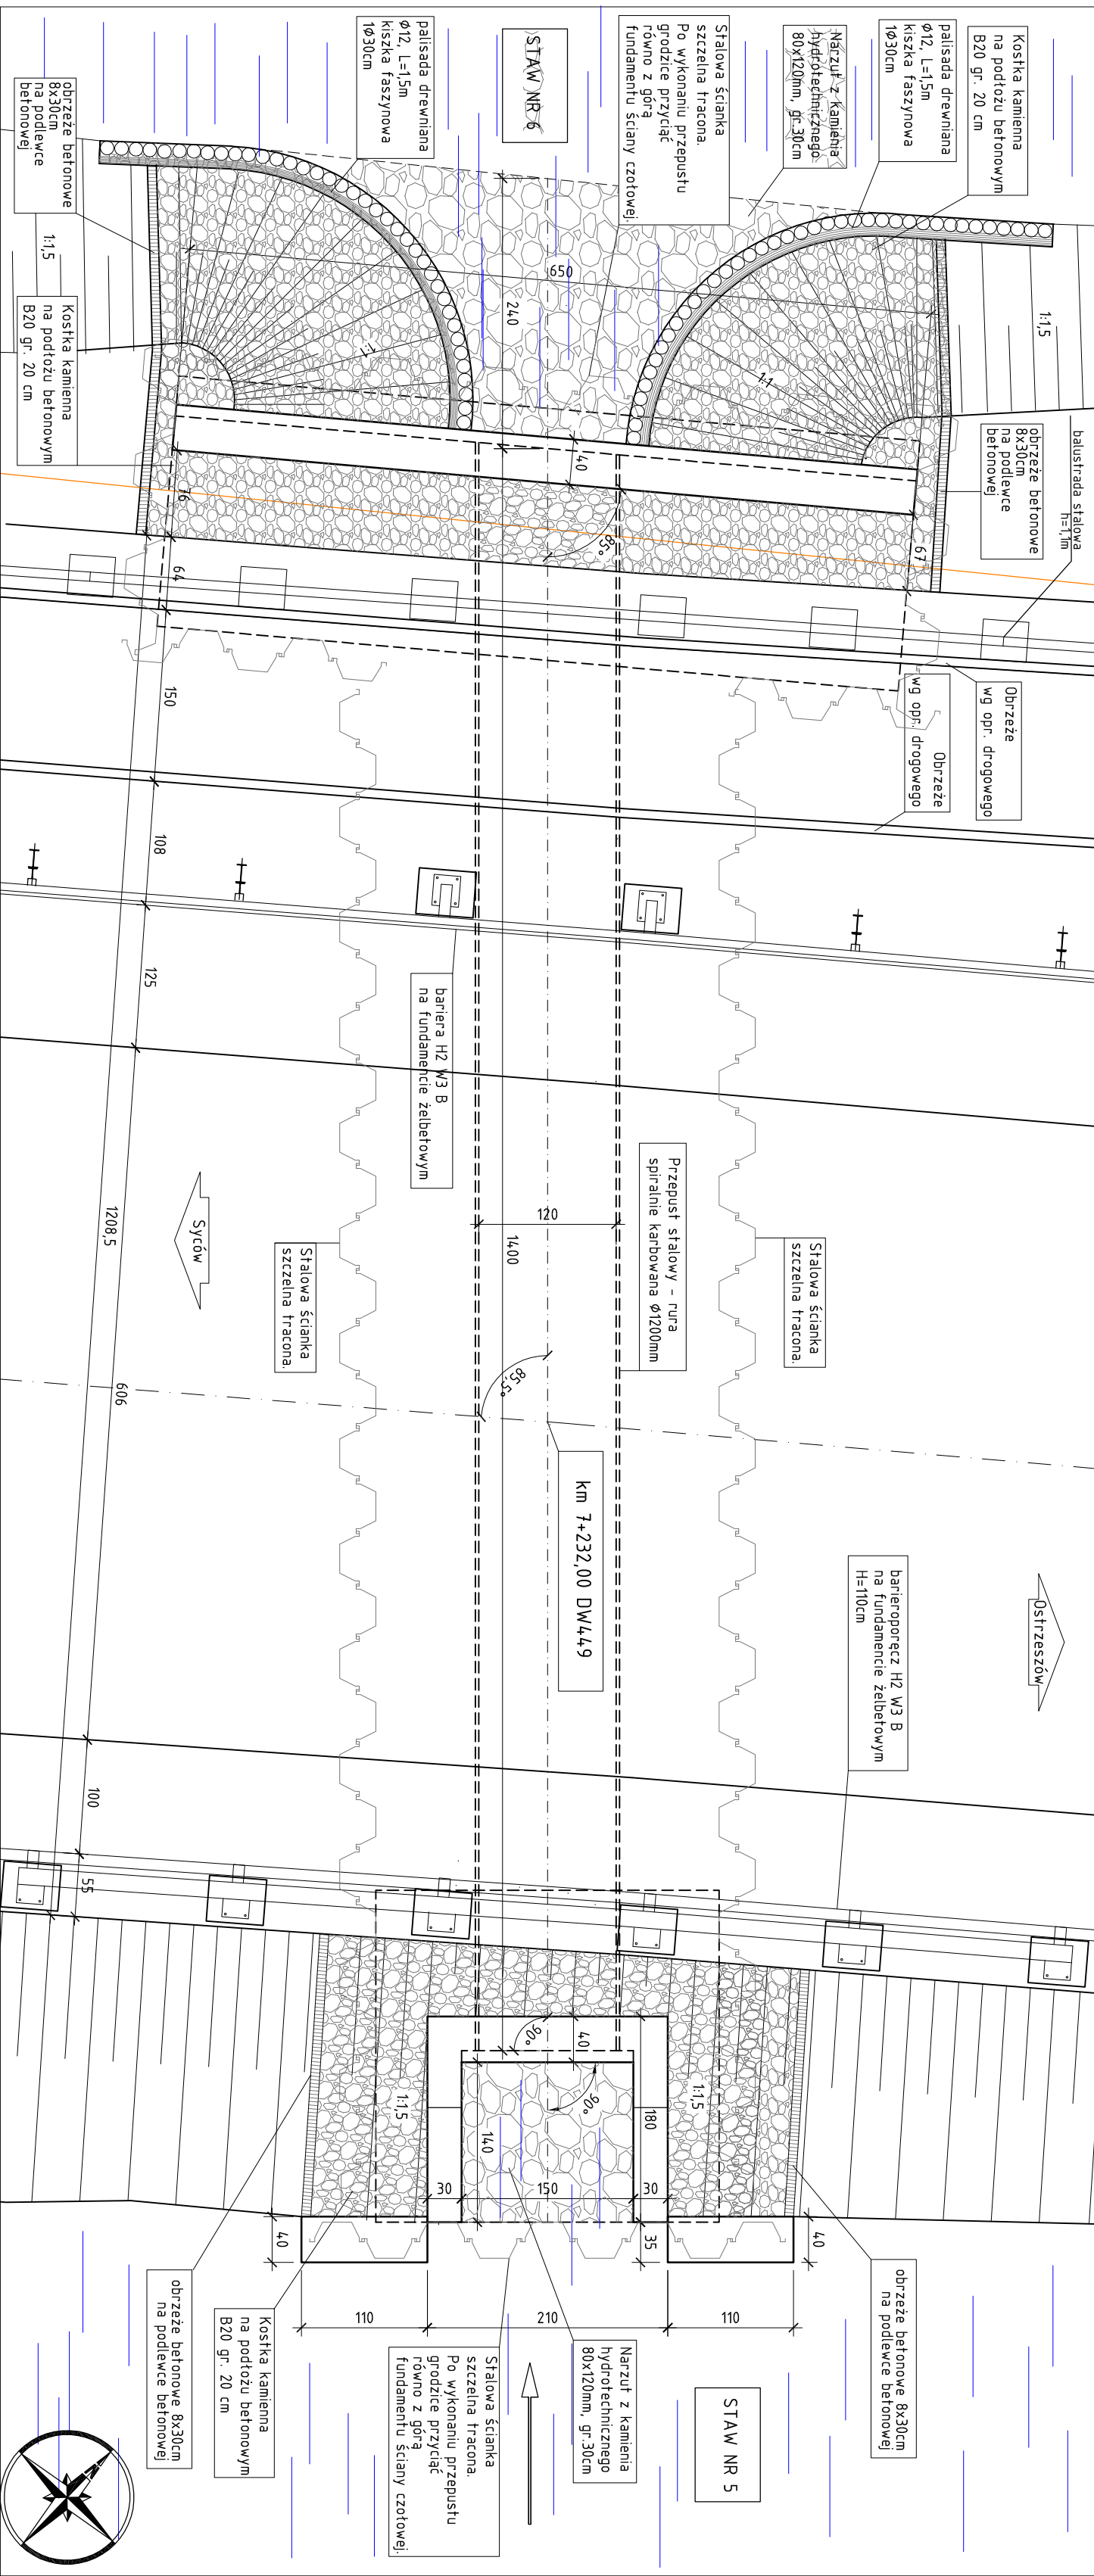 Kostka kamienna
na podłożu betonowym
B20 gr. 20 cm
palisada drewniana
Ø12, L=1,5m
kiszka faszynowa
1Ø30cm
Narzut z kamienia
hydrotechnicznego
80x120mm, gr.30cm
Stalowa ścianka
szczelna tracona.
Po wykonaniu przepustu
grodzice przyciąć
równo z górą
fundamentu ściany czołowej.
STAW NR 6
palisada drewniana
Ø12, L=1,5m
kiszka faszynowa
1Ø30cm
obrzeże betonowe
8x30cm
na podlewce
betonowej
1:1,5
Kostka kamienna
na podłożu betonowym
B20 gr. 20 cm
1:1,5
balustrada stalowa
h=1,1m
obrzeże betonowe
8x30cm
na podlewce
betonowej
650
240
1:1
1:1
40
85°
76
67
64
150
108
125
Obrzeże
wg opr. drogowego
Obrzeże
wg opr. drogowego
bariera H2 W3 B
na fundamencie żelbetowym
Przepust stalowy - rura
spiralnie karbowana Ø1200mm
120
1400
Stalowa ścianka
szczelna tracona.
Stalowa ścianka
szczelna tracona.
Syców
1208,5
606
85,5°
km 7+232,00 DW449
Ostrzeszów
barieroporęcz H2 W3 B
na fundamencie żelbetowym
H=110cm
100
55
90°
40
90°
1:1,5
1:1,5
180
140
30
150
30
35
40
40
110
210
110
obrzeże betonowe 8x30cm
na podlewce betonowej
STAW NR 5
Narzut z kamienia
hydrotechnicznego
80x120mm, gr.30cm
Stalowa ścianka
szczelna tracona.
Po wykonaniu przepustu
grodzice przyciąć
równo z górą
fundamentu ściany czołowej.
Kostka kamienna
na podłożu betonowym
B20 gr. 20 cm
obrzeże betonowe 8x30cm
na podlewce betonowej
N